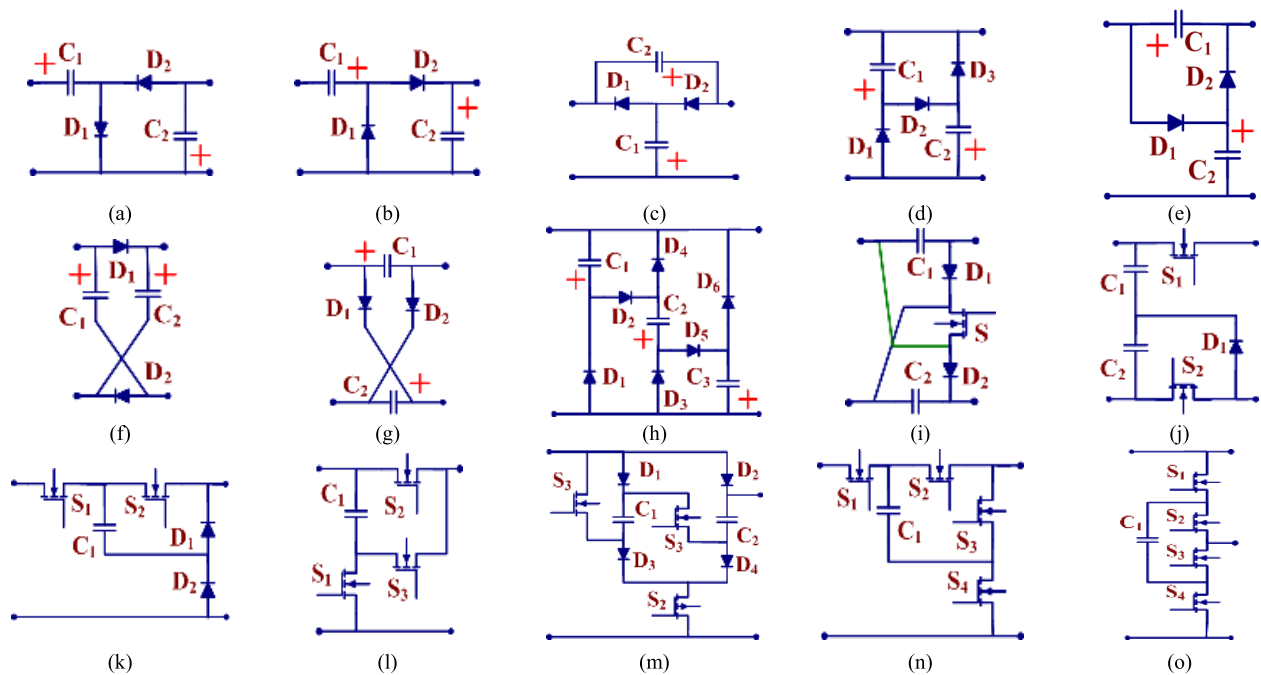 + C1 D2
D1 C2 +
(a)
C1 + D2
D1 C2 +
(b)
C2
D1 + D2
C1 +
(c)
C1 D3
+
D1 D2 C2 +
(d)
+ C1
D2
D1 +
C2
(e)
+ D1 +
C1 C2
D2
(f)
+ C1
D1 D2
C2 +
(g)
C1 D4
+ D6
D2 C2
+ D5
D1 D3 C3 +
(h)
C1 D1
S
C2 D2
(i)
S1
C1
D1
C2 S2
(j)
S1 S2
C1 D1
D2
(k)
C1 S2
S1 S3
(l)
D1 D2
S3
C1 S3 C2
D3 D4
S2
(m)
S1 S2
C1 S3
S4
(n)
S1
C1 S2
S3
S4
(o)